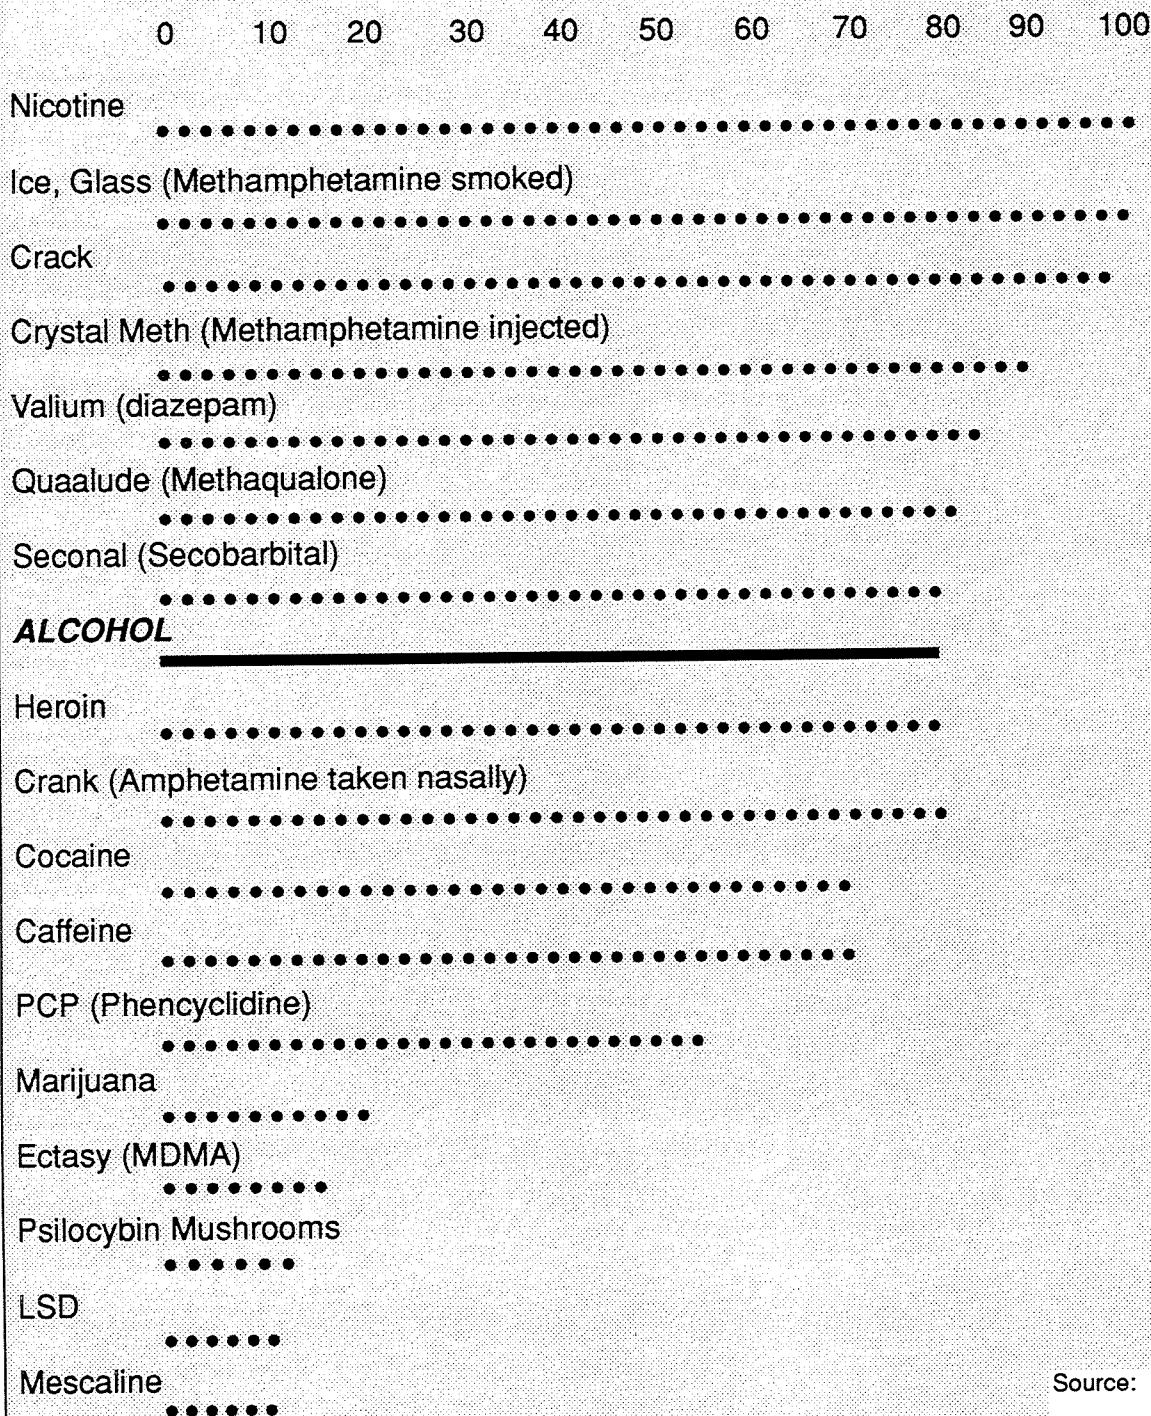 0 10 20 30 40 50 60 70 80 90 100
Nicotine
Ice, Glass (Methamphetamine smoked)
Crack
Crystal Meth (Methamphetamine injected)
Valium (diazepam)
Quaalude (Methaqualone)
Seconal (Secobarbital)
ALCOHOL
Heroin
Crank (Amphetamine taken nasally)
Cocaine
Caffeine
PCP (Phencyclidine)
Marijuana
Ectasy (MDMA)
Psilocybin Mushrooms
LSD
Mescaline
Source: